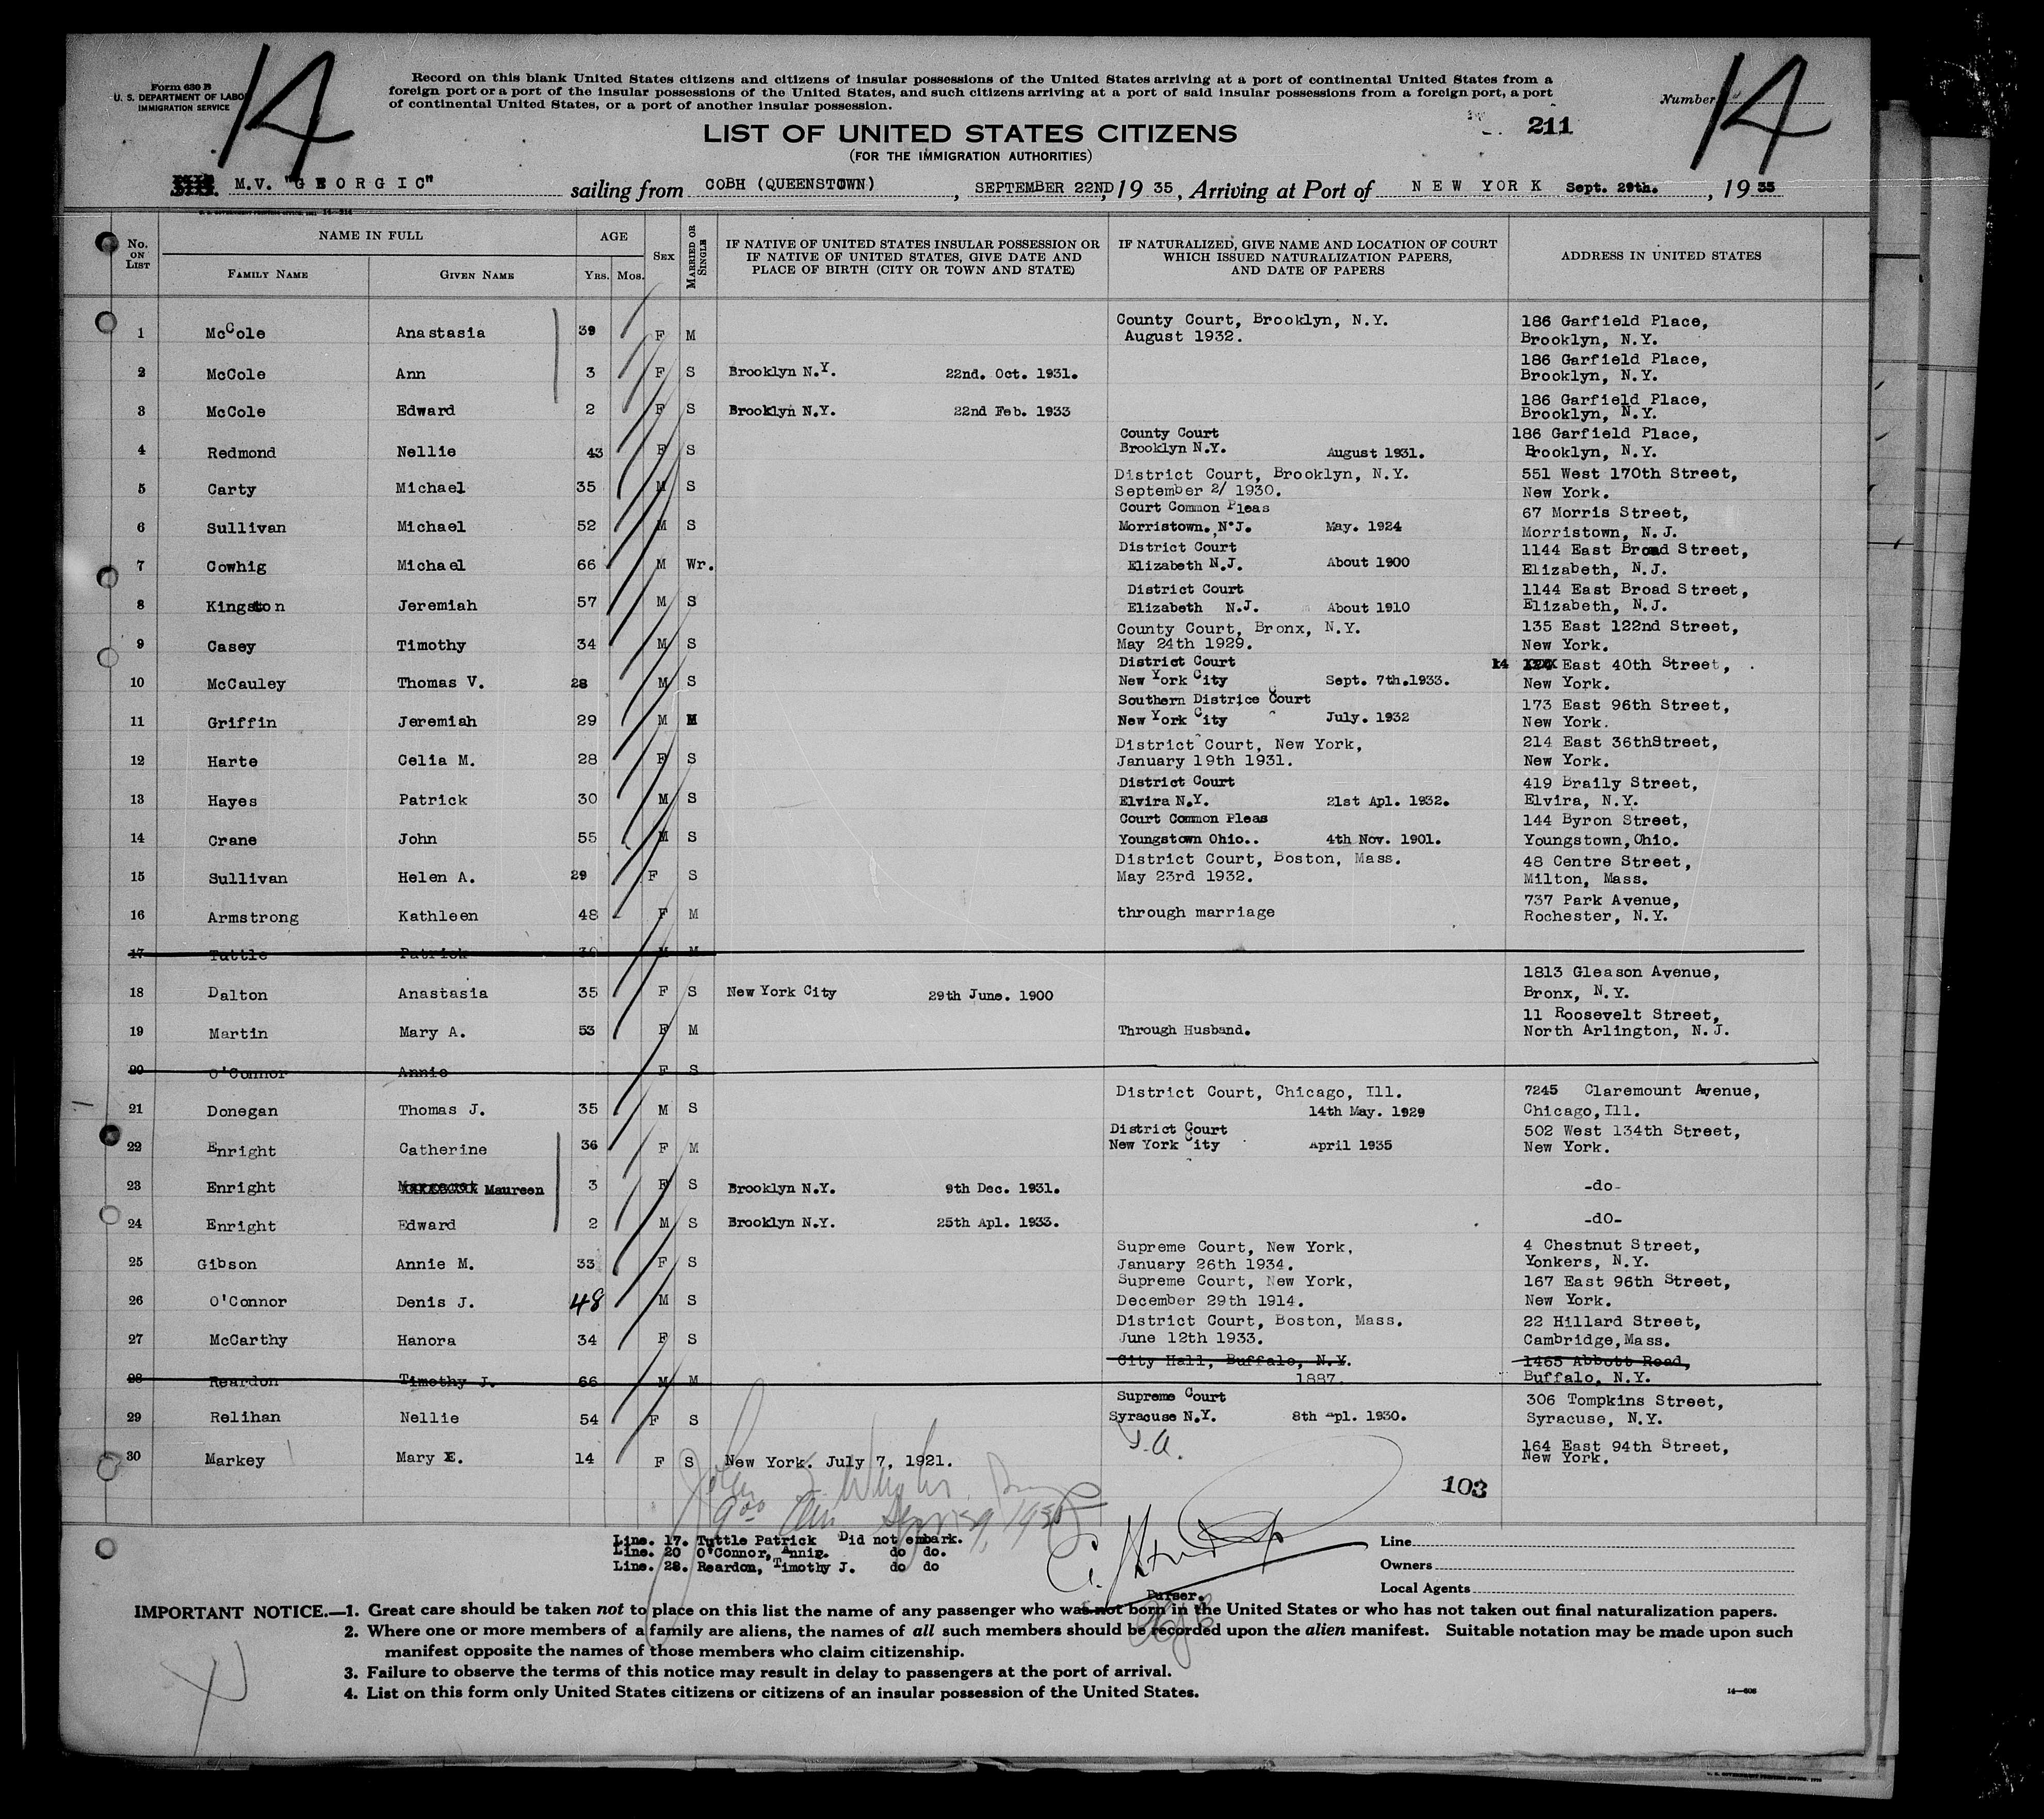 14
14
Form 630 B
U. S. DEPARTMENT OF LABOR
IMMIGRATION SERVICE
Record on this blank United States citizens and citizens of insular possessions of the United States arriving at a port of continental United States from a
foreign port or a port of the insular possessions of the United States, and such citizens arriving at a port of said insular possessions from a foreign port, a port
of continental United States, or a port of another insular possession.
Number
LIST OF UNITED STATES CITIZENS
211
(FOR THE IMMIGRATION AUTHORITIES)
M.V. "GEORGIC" sailing from COBH (QUEENSTOWN), SEPTEMBER 22ND, 19 35, Arriving at Port of NEW YORK Sept. 29th., 19 35
No. ON LIST NAME IN FULL FAMILY NAME GIVEN NAME AGE YRS. MOS. SEX MARRIED OR SINGLE
IF NATIVE OF UNITED STATES INSULAR POSSESSION OR IF NATIVE OF UNITED STATES, GIVE DATE AND PLACE OF BIRTH (CITY OR TOWN AND STATE)
IF NATURALIZED, GIVE NAME AND LOCATION OF COURT WHICH ISSUED NATURALIZATION PAPERS, AND DATE OF PAPERS
ADDRESS IN UNITED STATES
1 McCole Anastasia 39 F M County Court, Brooklyn, N.Y. August 1932. 186 Garfield Place, Brooklyn, N.Y.
2 McCole Ann 3 F S Brooklyn N.Y. 22nd. Oct. 1931. 186 Garfield Place, Brooklyn, N.Y.
3 McCole Edward 2 F S Brooklyn N.Y. 22nd Feb. 1933 186 Garfield Place, Brooklyn, N.Y.
4 Redmond Nellie 43 F S County Court Brooklyn N.Y. August 1931. 186 Garfield Place, Brooklyn, N.Y.
5 Carty Michael 35 M S District Court, Brooklyn, N.Y. September 2/ 1930. 551 West 170th Street, New York.
6 Sullivan Michael 52 M S Court Common Pleas Morristown., N.J. May. 1924 67 Morris Street, Morristown, N.J.
7 Cowhig Michael 66 M Wr. District Court Elizabeth N.J. About 1900 1144 East Broad Street, Elizabeth, N.J.
8 Kingston Jeremiah 57 M S District Court Elizabeth N.J. About 1910 1144 East Broad Street, Elizabeth, N.J.
9 Casey Timothy 34 M S County Court, Bronx, N.Y. May 24th 1929. 135 East 122nd Street, New York.
10 McCauley Thomas V. 28 M S District Court New York City Sept. 7th.1933. 14 East 40th Street, New York.
11 Griffin Jeremiah 29 M M Southern Districe Court New York City July. 1932 173 East 96th Street, New York.
12 Harte Celia M. 28 F S District Court, New York, January 19th 1931. 214 East 36thStreet, New York.
13 Hayes Patrick 30 M S District Court Elvira N.Y. 21st Apl. 1932. 419 Braily Street, Elvira, N.Y.
14 Crane John 55 M S Court Common Pleas Youngstown Ohio.. 4th Nov. 1901. 144 Byron Street, Youngstown, Ohio.
15 Sullivan Helen A. 29 F S District Court, Boston, Mass. May 23rd 1932. 48 Centre Street, Milton, Mass.
16 Armstrong Kathleen 48 F M through marriage 737 Park Avenue, Rochester, N.Y.
17 Tuttle Patrick 30 M M
18 Dalton Anastasia 35 F S New York City 29th June. 1900 1813 Gleason Avenue, Bronx, N.Y.
19 Martin Mary A. 53 F M Through Husband. 11 Roosevelt Street, North Arlington, N.J.
20 O'Connor Annie F S
21 Donegan Thomas J. 35 M S District Court, Chicago, Ill. 14th May. 1929 7245 Claremount Avenue, Chicago, Ill.
22 Enright Catherine 36 F M District Court New York City April 1935 502 West 134th Street, New York.
23 Enright Maureen 3 F S Brooklyn N.Y. 9th Dec. 1931. -do-
24 Enright Edward 2 M S Brooklyn N.Y. 25th Apl. 1933. -do-
25 Gibson Annie M. 33 F S Supreme Court, New York, January 26th 1934. 4 Chestnut Street, Yonkers, N.Y.
26 O'Connor Denis J. 48 M S Supreme Court, New York, December 29th 1914. 167 East 96th Street, New York.
27 McCarthy Hanora 34 F S District Court, Boston, Mass. June 12th 1933. 22 Hillard Street, Cambridge, Mass.
28 Reardon Timothy J. 66 M M City Hall, Buffalo, N.Y. 1887. 1465 Abbott Road, Buffalo, N.Y.
29 Relihan Nellie 54 F S Supreme Court Syracuse N.Y. 8th Apl. 1930. 306 Tompkins Street, Syracuse, N.Y.
30 Markey Mary E. 14 F S New York. July 7, 1921. 164 East 94th Street, New York.
103
Line. 17. Tuttle Patrick Did not embark.
Line. 20 O'Connor, Annie. do do.
Line. 28. Reardon, Timothy J. do do
Purser.
Line
Owners
Local Agents
IMPORTANT NOTICE.—1. Great care should be taken not to place on this list the name of any passenger who was not born in the United States or who has not taken out final naturalization papers.
2. Where one or more members of a family are aliens, the names of all such members should be recorded upon the alien manifest. Suitable notation may be made upon such
manifest opposite the names of those members who claim citizenship.
3. Failure to observe the terms of this notice may result in delay to passengers at the port of arrival.
4. List on this form only United States citizens or citizens of an insular possession of the United States.
14—608